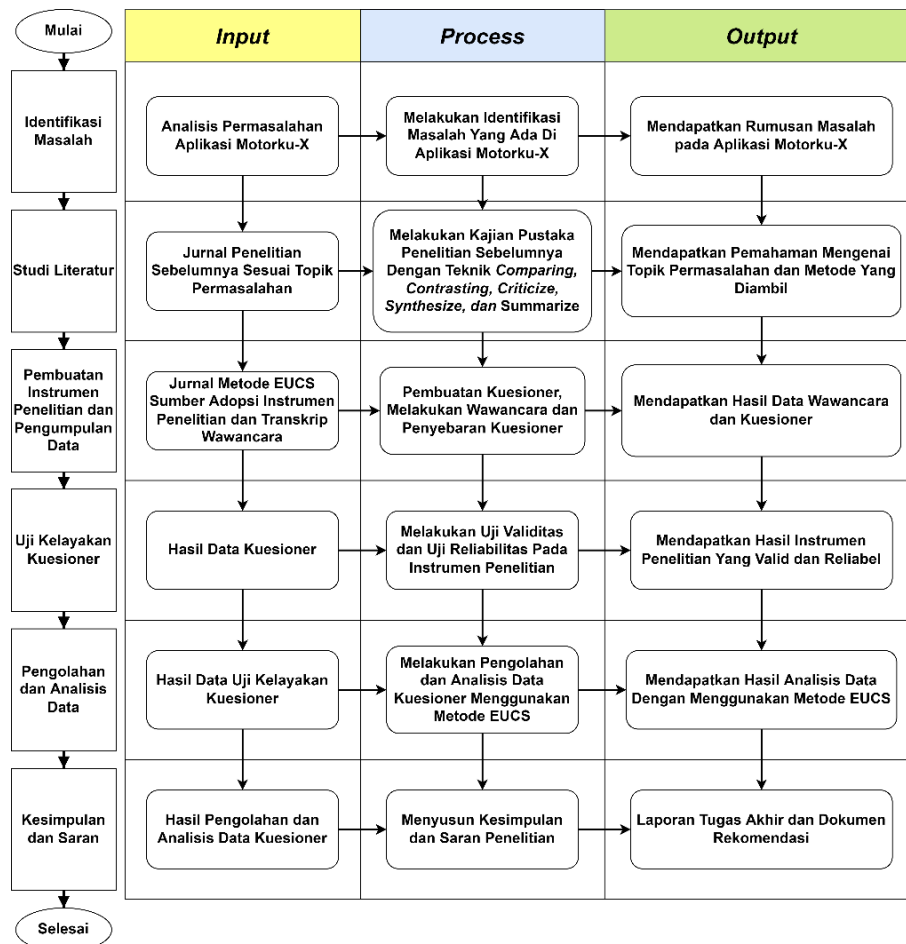 Mulai
Input
Process
Output
Identifikasi
Masalah
Analisis Permasalahan
Aplikasi Motorku-X
Melakukan Identifikasi
Masalah Yang Ada Di
Aplikasi Motorku-X
Mendapatkan Rumusan Masalah
pada Aplikasi Motorku-X
Studi Literatur
Jurnal Penelitian
Sebelumnya Sesuai Topik
Permasalahan
Melakukan Kajian Pustaka
Penelitian Sebelumnya
Dengan Teknik Comparing,
Contrasting, Criticize,
Synthesize, dan Summarize
Mendapatkan Pemahaman Mengenai
Topik Permasalahan dan Metode Yang
Diambil
Pembuatan
Instrumen
Penelitian dan
Pengumpulan
Data
Jurnal Metode EUCS
Sumber Adopsi Instrumen
Penelitian dan Transkrip
Wawancara
Pembuatan Kuesioner,
Melakukan Wawancara dan
Penyebaran Kuesioner
Mendapatkan Hasil Data Wawancara
dan Kuesioner
Uji Kelayakan
Kuesioner
Hasil Data Kuesioner
Melakukan Uji Validitas
dan Uji Reliabilitas Pada
Instrumen Penelitian
Mendapatkan Hasil Instrumen
Penelitian Yang Valid dan Reliabel
Pengolahan
dan Analisis
Data
Hasil Data Uji Kelayakan
Kuesioner
Melakukan Pengolahan
dan Analisis Data
Kuesioner Menggunakan
Metode EUCS
Mendapatkan Hasil Analisis Data
Dengan Menggunakan Metode EUCS
Kesimpulan
dan Saran
Hasil Pengolahan dan
Analisis Data Kuesioner
Menyusun Kesimpulan
dan Saran Penelitian
Laporan Tugas Akhir dan Dokumen
Rekomendasi
Selesai